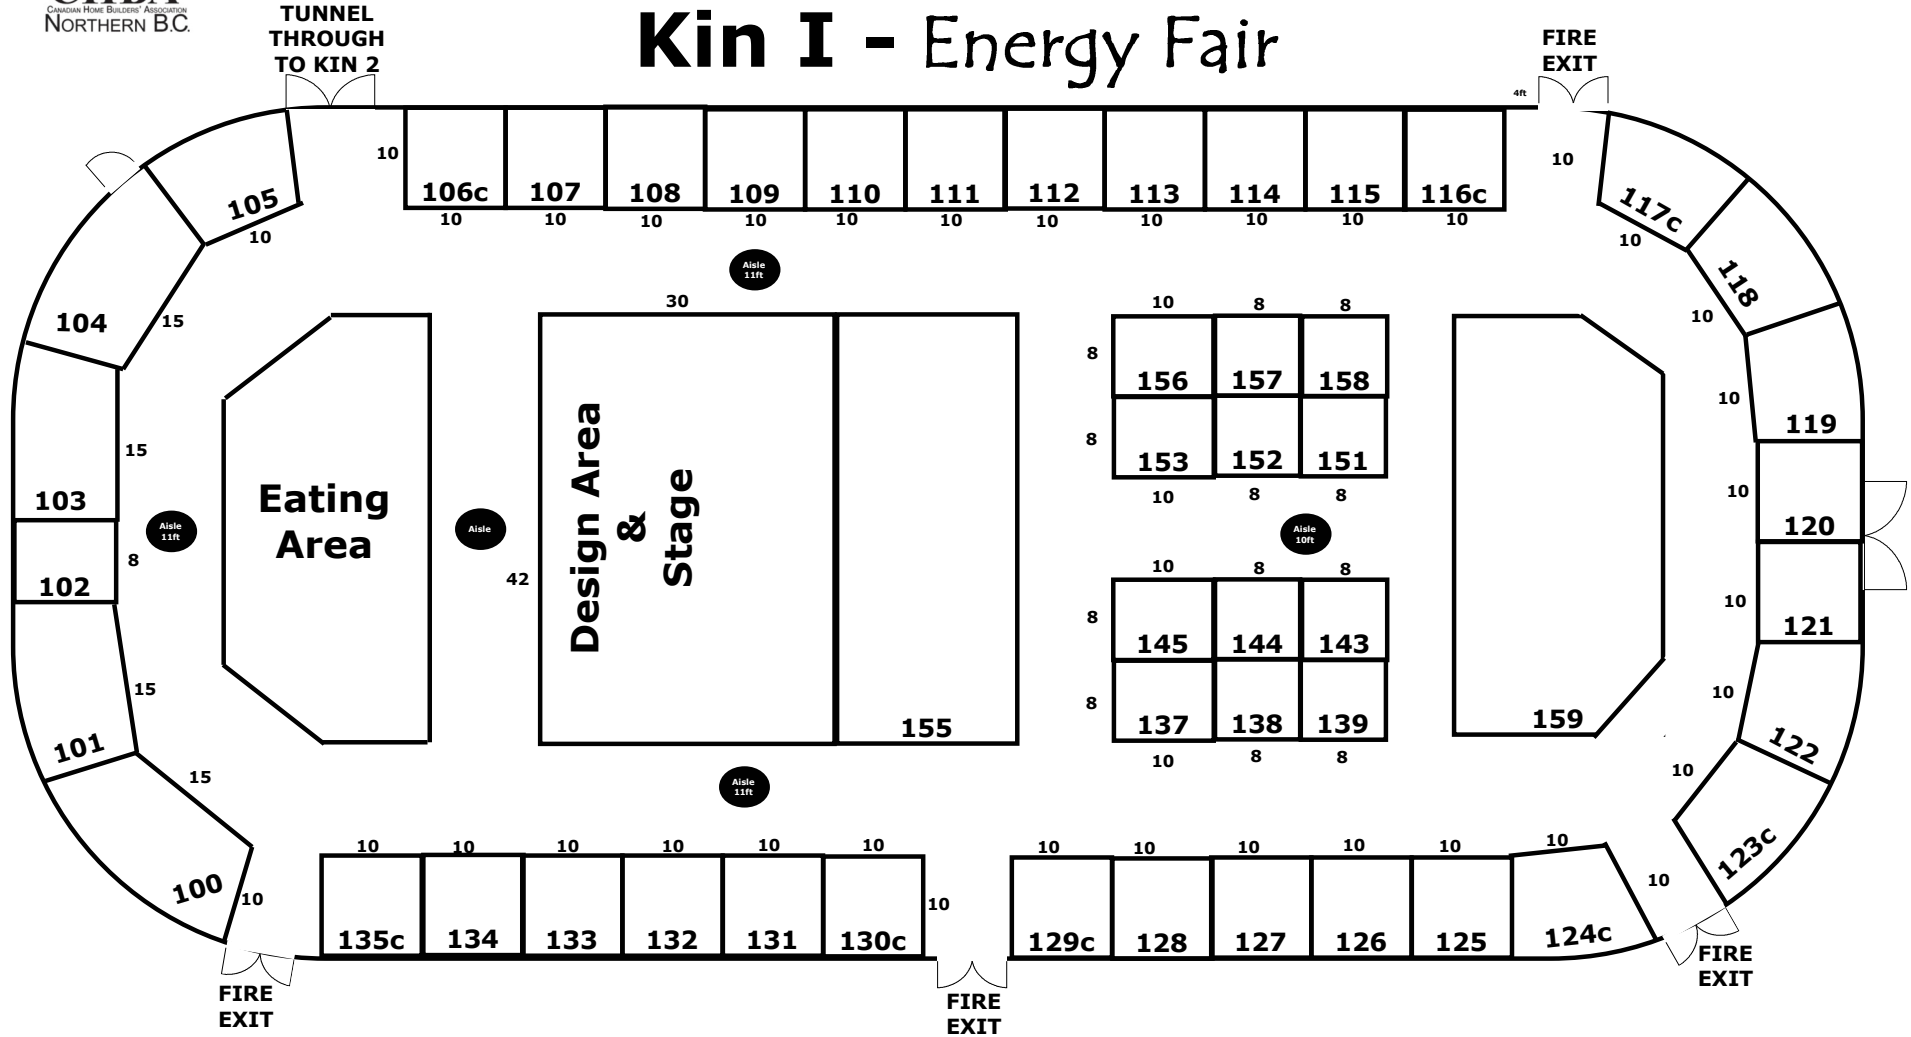 CANADIAN HOME BUILDERS' ASSOCIATION
NORTHERN B.C.
TUNNEL
THROUGH
TO KIN 2
Kin I - Energy Fair
FIRE
EXIT
4ft
10
106c
107
108
109
110
111
112
113
114
115
116c
10
10
10
10
10
10
10
10
10
10
10
10
117c
10
118
10
119
10
120
10
121
10
122
10
123c
10
105
10
104
15
103
15
102
8
101
15
100
15
10
Aisle
11ft
Aisle
11ft
Eating
Area
Aisle
30
42
Design Area
&
Stage
155
10
8
8
8
156
157
158
8
153
152
151
10
8
8
Aisle
10ft
10
8
8
8
145
144
143
8
137
138
139
10
8
8
159
Aisle
11ft
10
10
10
10
10
10
135c
134
133
132
131
130c
10
10
10
10
10
10
10
129c
128
127
126
125
124c
FIRE
EXIT
FIRE
EXIT
FIRE
EXIT